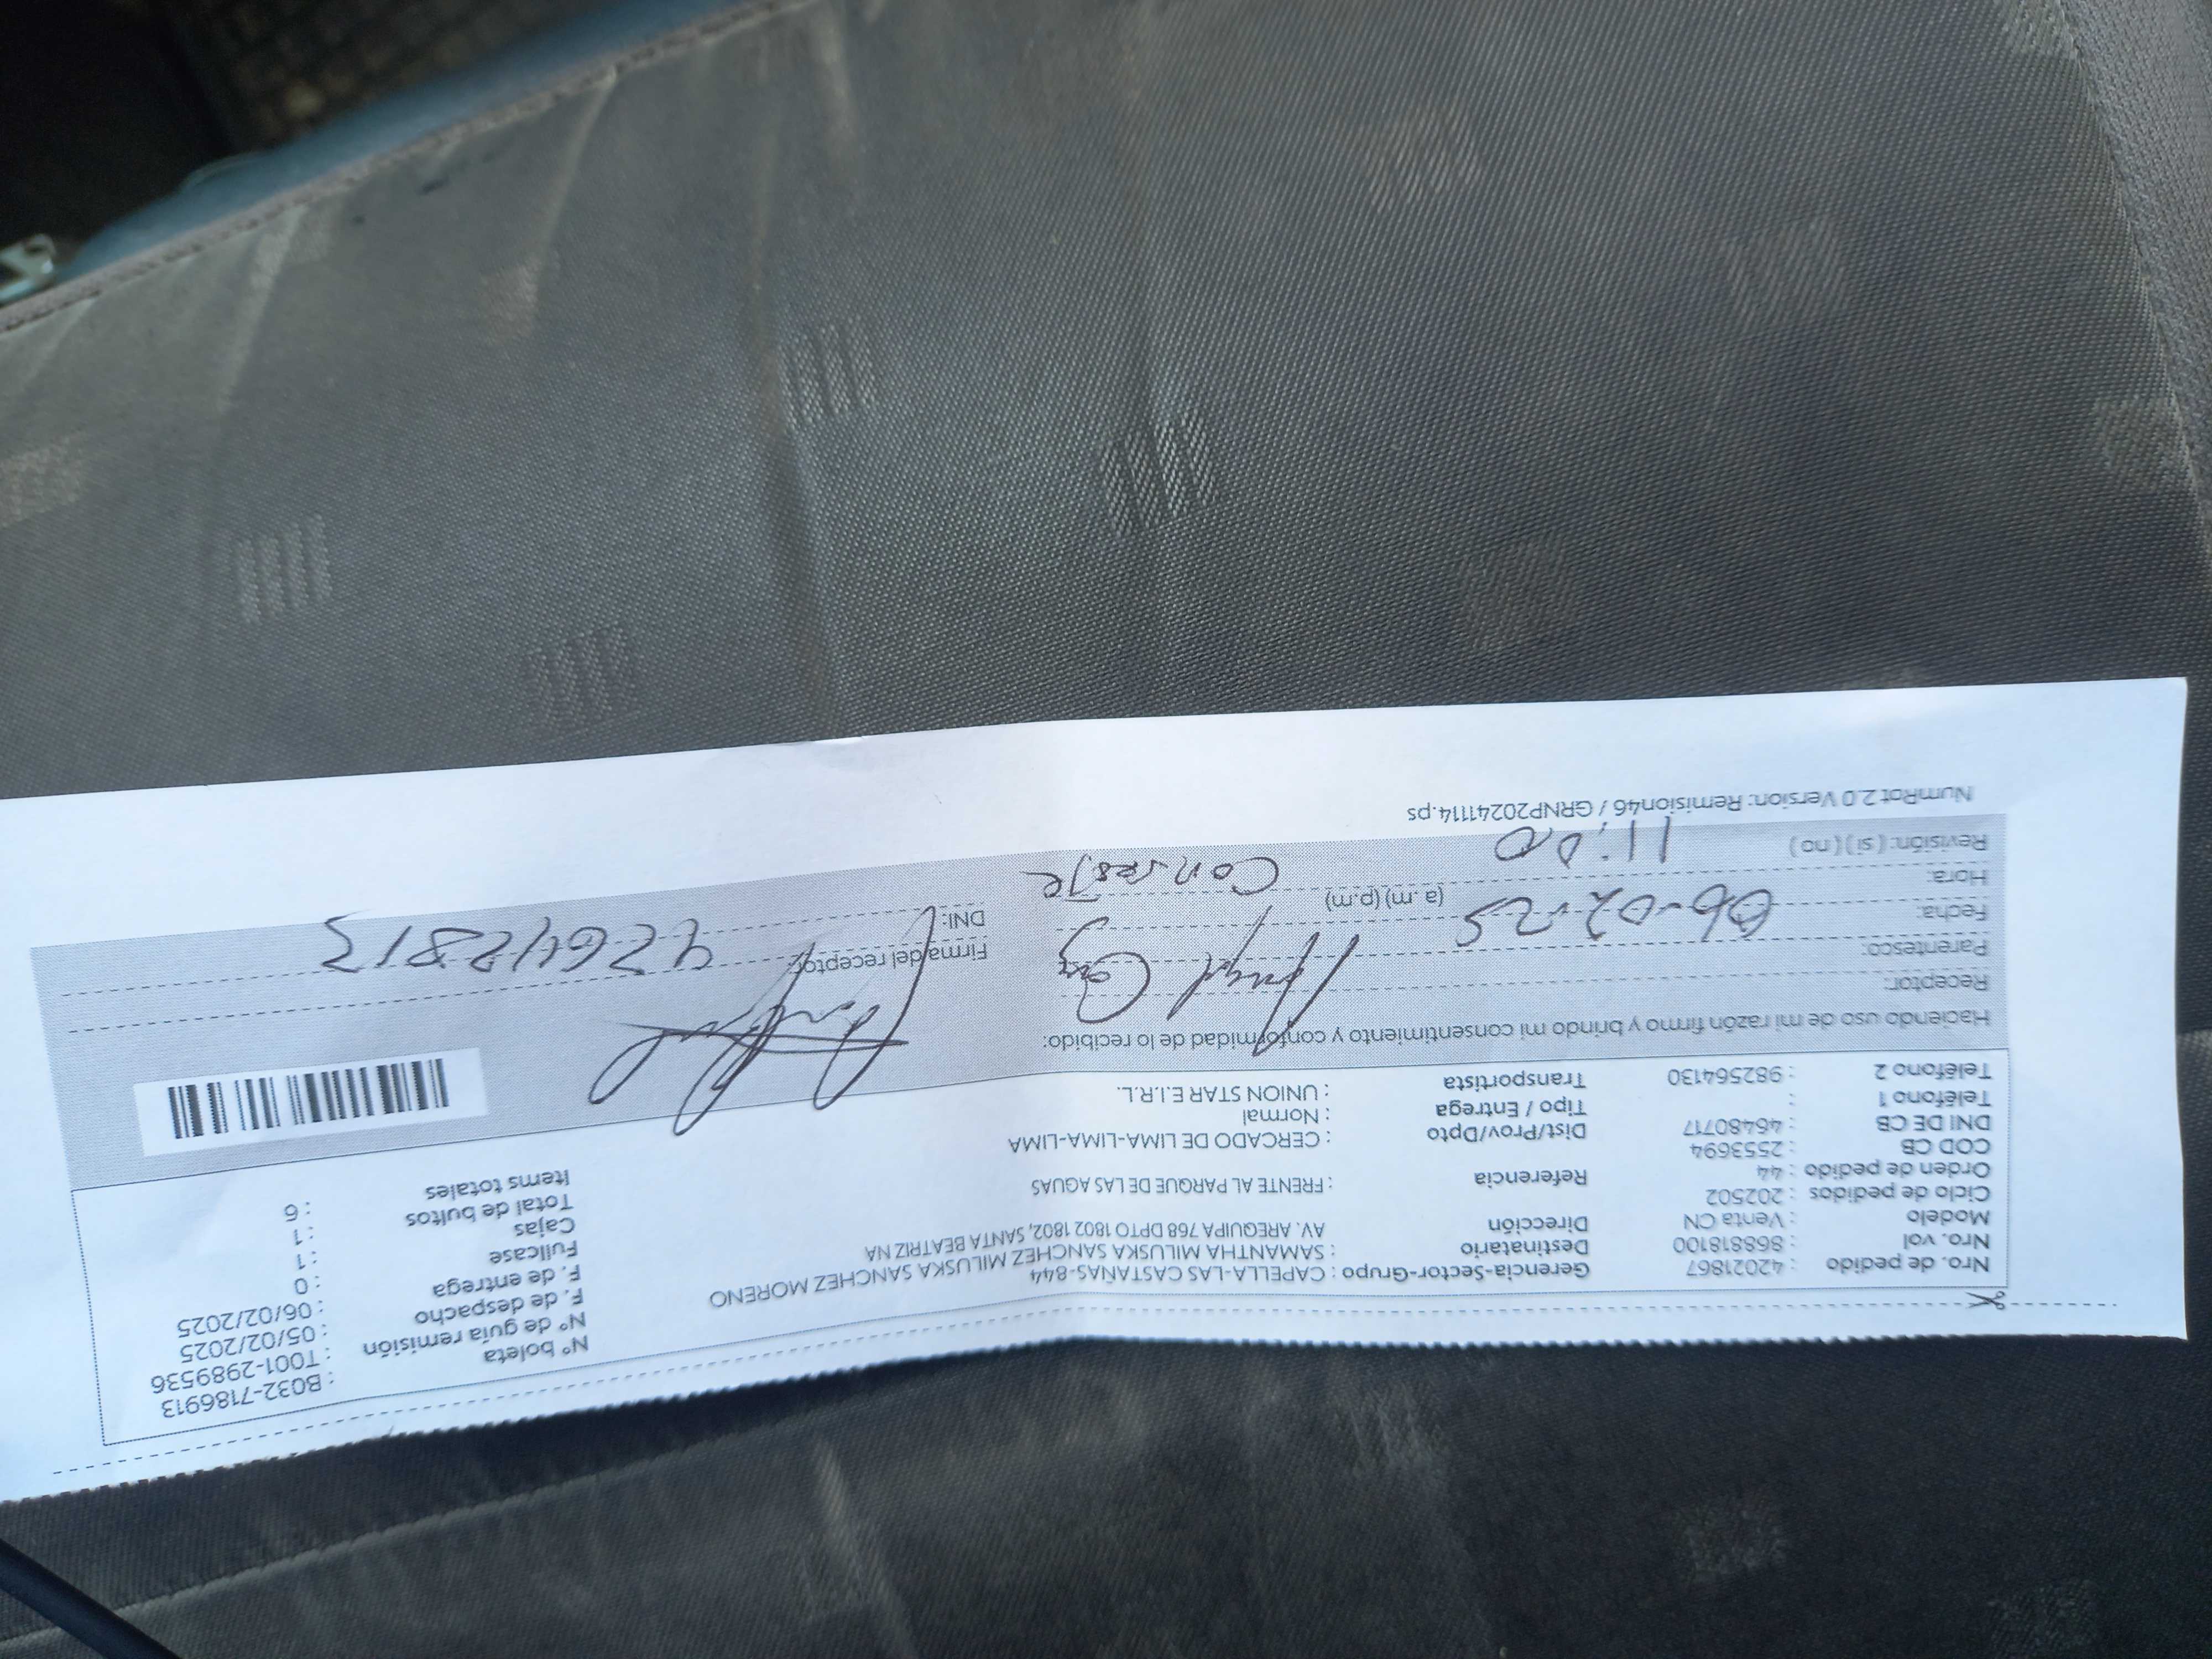 Nro. de pedido : 42021867
Nro. vol : 868818100
Modelo : Venta CN
Ciclo de pedidos : 202502
Orden de pedido : 44
COD CB : 2553694
DNI DE CB : 46480717
Teléfono 1 :
Teléfono 2 : 982564130
Gerencia-Sector-Grupo : CAPELLA-LAS CASTAÑAS-844
Destinatario : SAMANTHA MILUSKA SANCHEZ MILUSKA SANCHEZ MORENO
Dirección AV. AREQUIPA 768 DPTO 1802 1802, SANTA BEATRIZ NA
Referencia : FRENTE AL PARQUE DE LAS AGUAS
Dist/Prov/Dpto : CERCADO DE LIMA-LIMA-LIMA
Tipo / Entrega : Normal
Transportista : UNION STAR E.I.R.L.
N° boleta : B032-7186913
N° de guía remisión : T001-2989536
F. de despacho : 05/02/2025
F. de entrega : 06/02/2025
Fullcase : 0
Cajas : 1
Total de bultos : 1
Items totales : 6
Haciendo uso de mi razón firmo y brindo mi consentimiento y conformidad de lo recibido:
Receptor: Angel
Parentesco:
Fecha: 06-02-25
Hora: (a.m) (p.m)
Conserje
Revisión: (si) (no) 11:00
Firma del receptor:
DNI: 42642813
NumRot 2.0 Version: Remision46 / GRNP20241114.ps